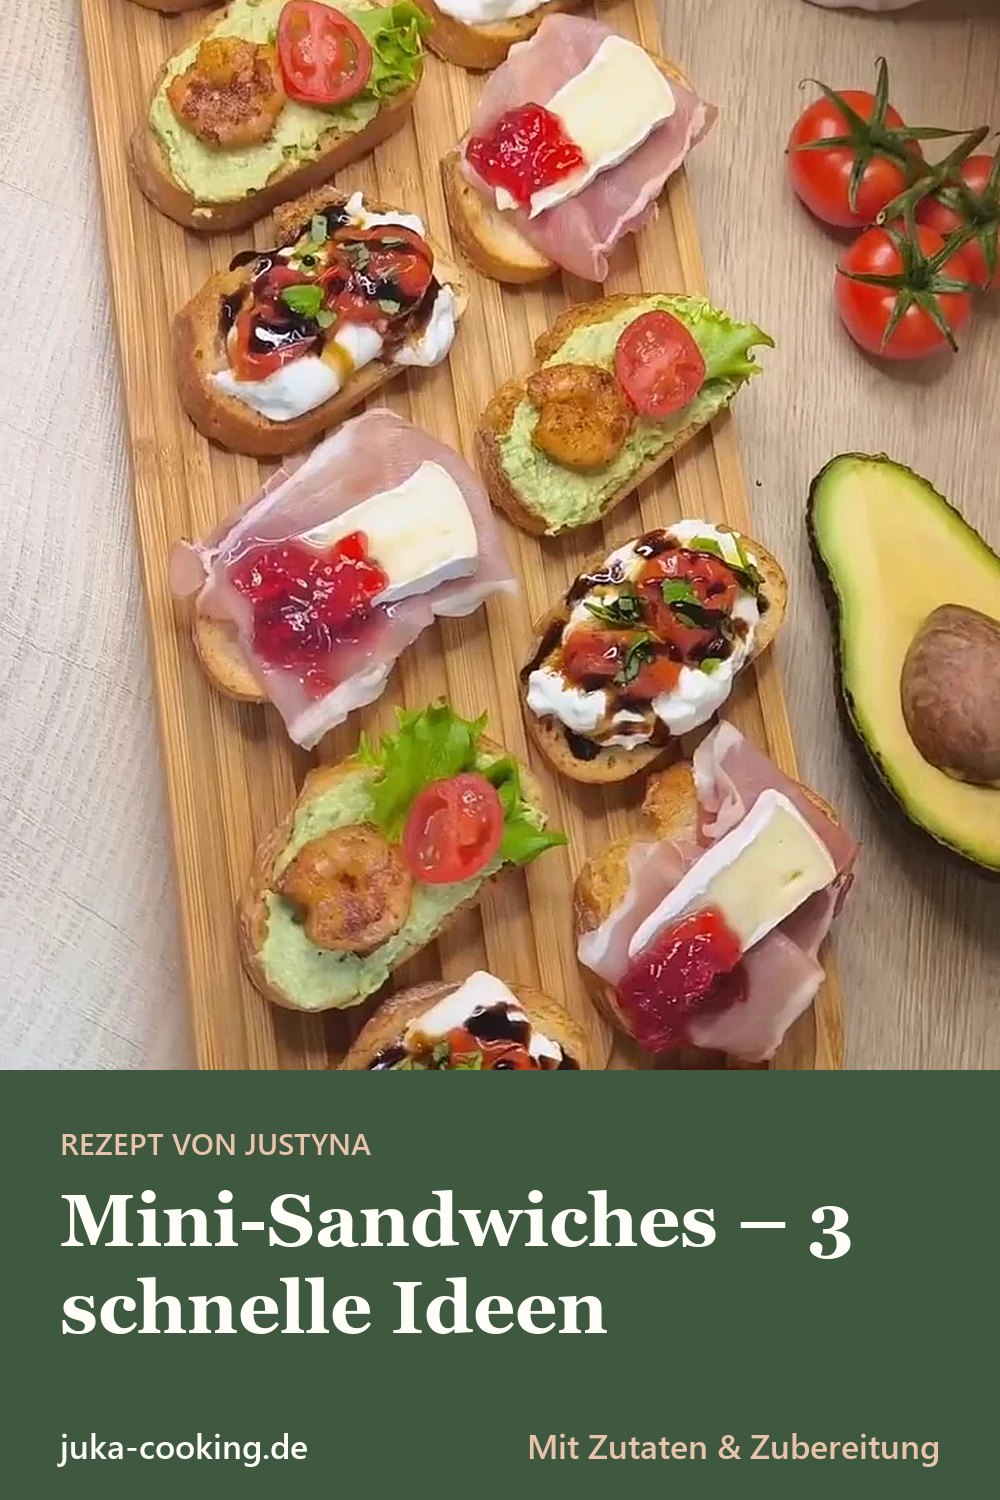 REZEPT VON JUSTYNA
Mini-Sandwiches – 3
schnelle Ideen
juka-cooking.de
Mit Zutaten & Zubereitung